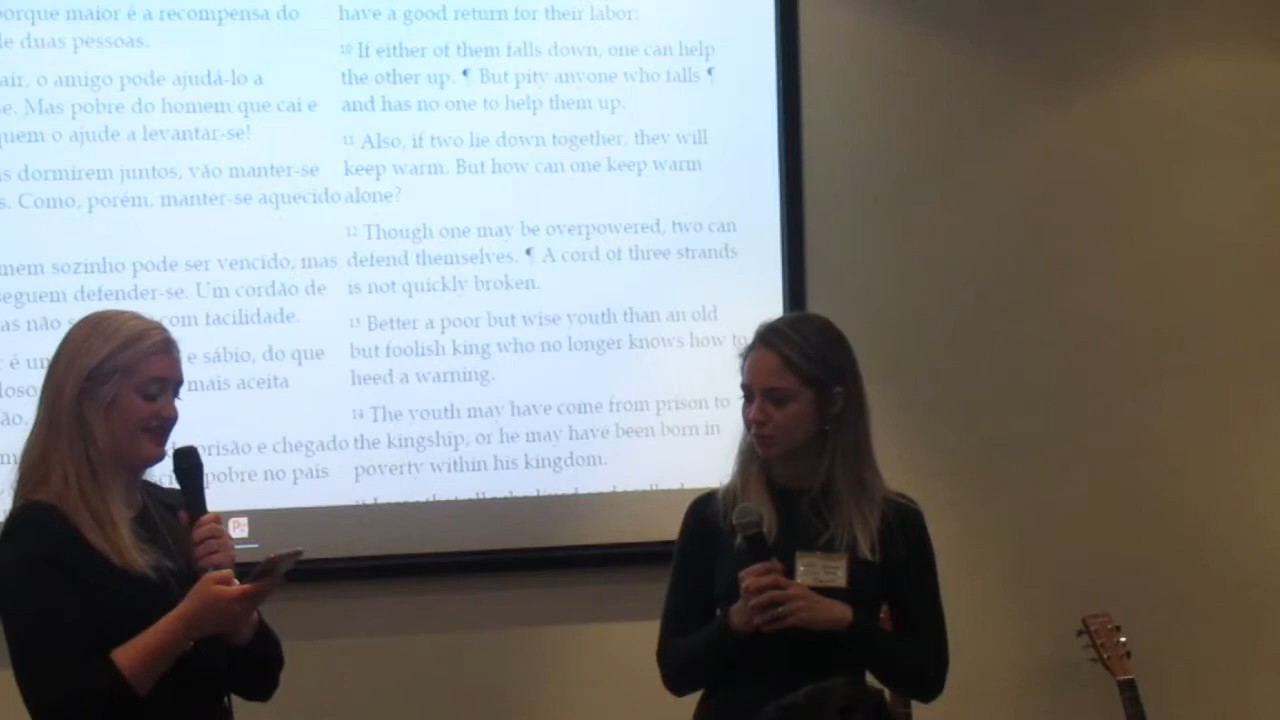 porque maior é a recompensa do
de duas pessoas.
air, o amigo pode ajudá-lo a
se. Mas pobre do homem que cai e
quem o ajude a levantar-se!
is dormirem juntos, vão manter-se
s. Como, porém, manter-se aquecido
mem sozinho pode ser vencido, mas
seguem defender-se. Um cordão de
as não com facilidade.
é um e sábio, do que
mais aceita
ão.
prisão e chegado
pobre no país
have a good return for their labor:
10 If either of them falls down, one can help
the other up. ¶ But pity anyone who falls ¶
and has no one to help them up.
11 Also, if two lie down together, they will
keep warm. But how can one keep warm
alone?
12 Though one may be overpowered, two can
defend themselves. ¶ A cord of three strands
is not quickly broken.
13 Better a poor but wise youth than an old
but foolish king who no longer knows how to
heed a warning.
14 The youth may have come from prison to
the kingship, or he may have been born in
poverty within his kingdom.